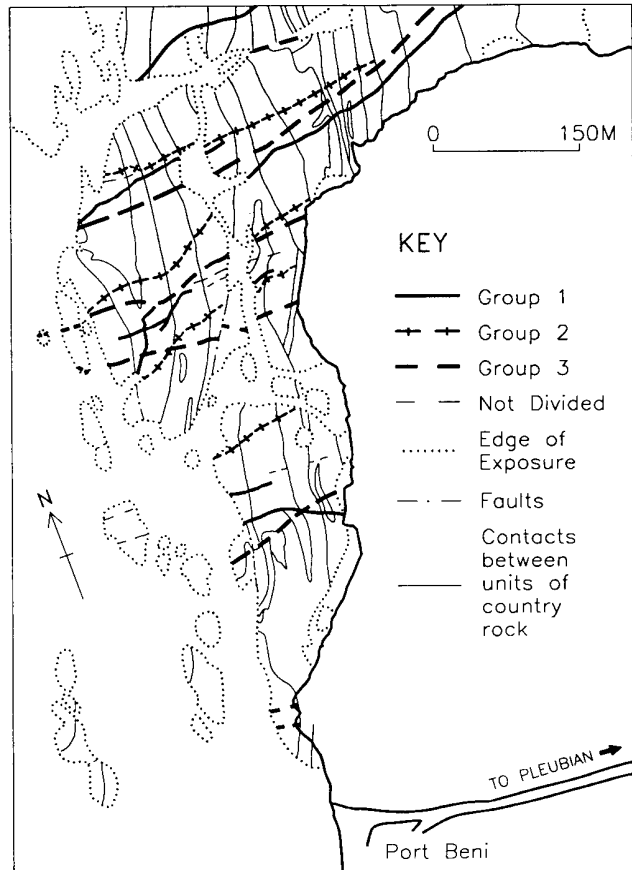 0 150M
KEY
Group 1
Group 2
Group 3
Not Divided
Edge of
Exposure
Faults
Contacts
between
units of
country
rock
N
TO PLEUBIAN
Port Beni